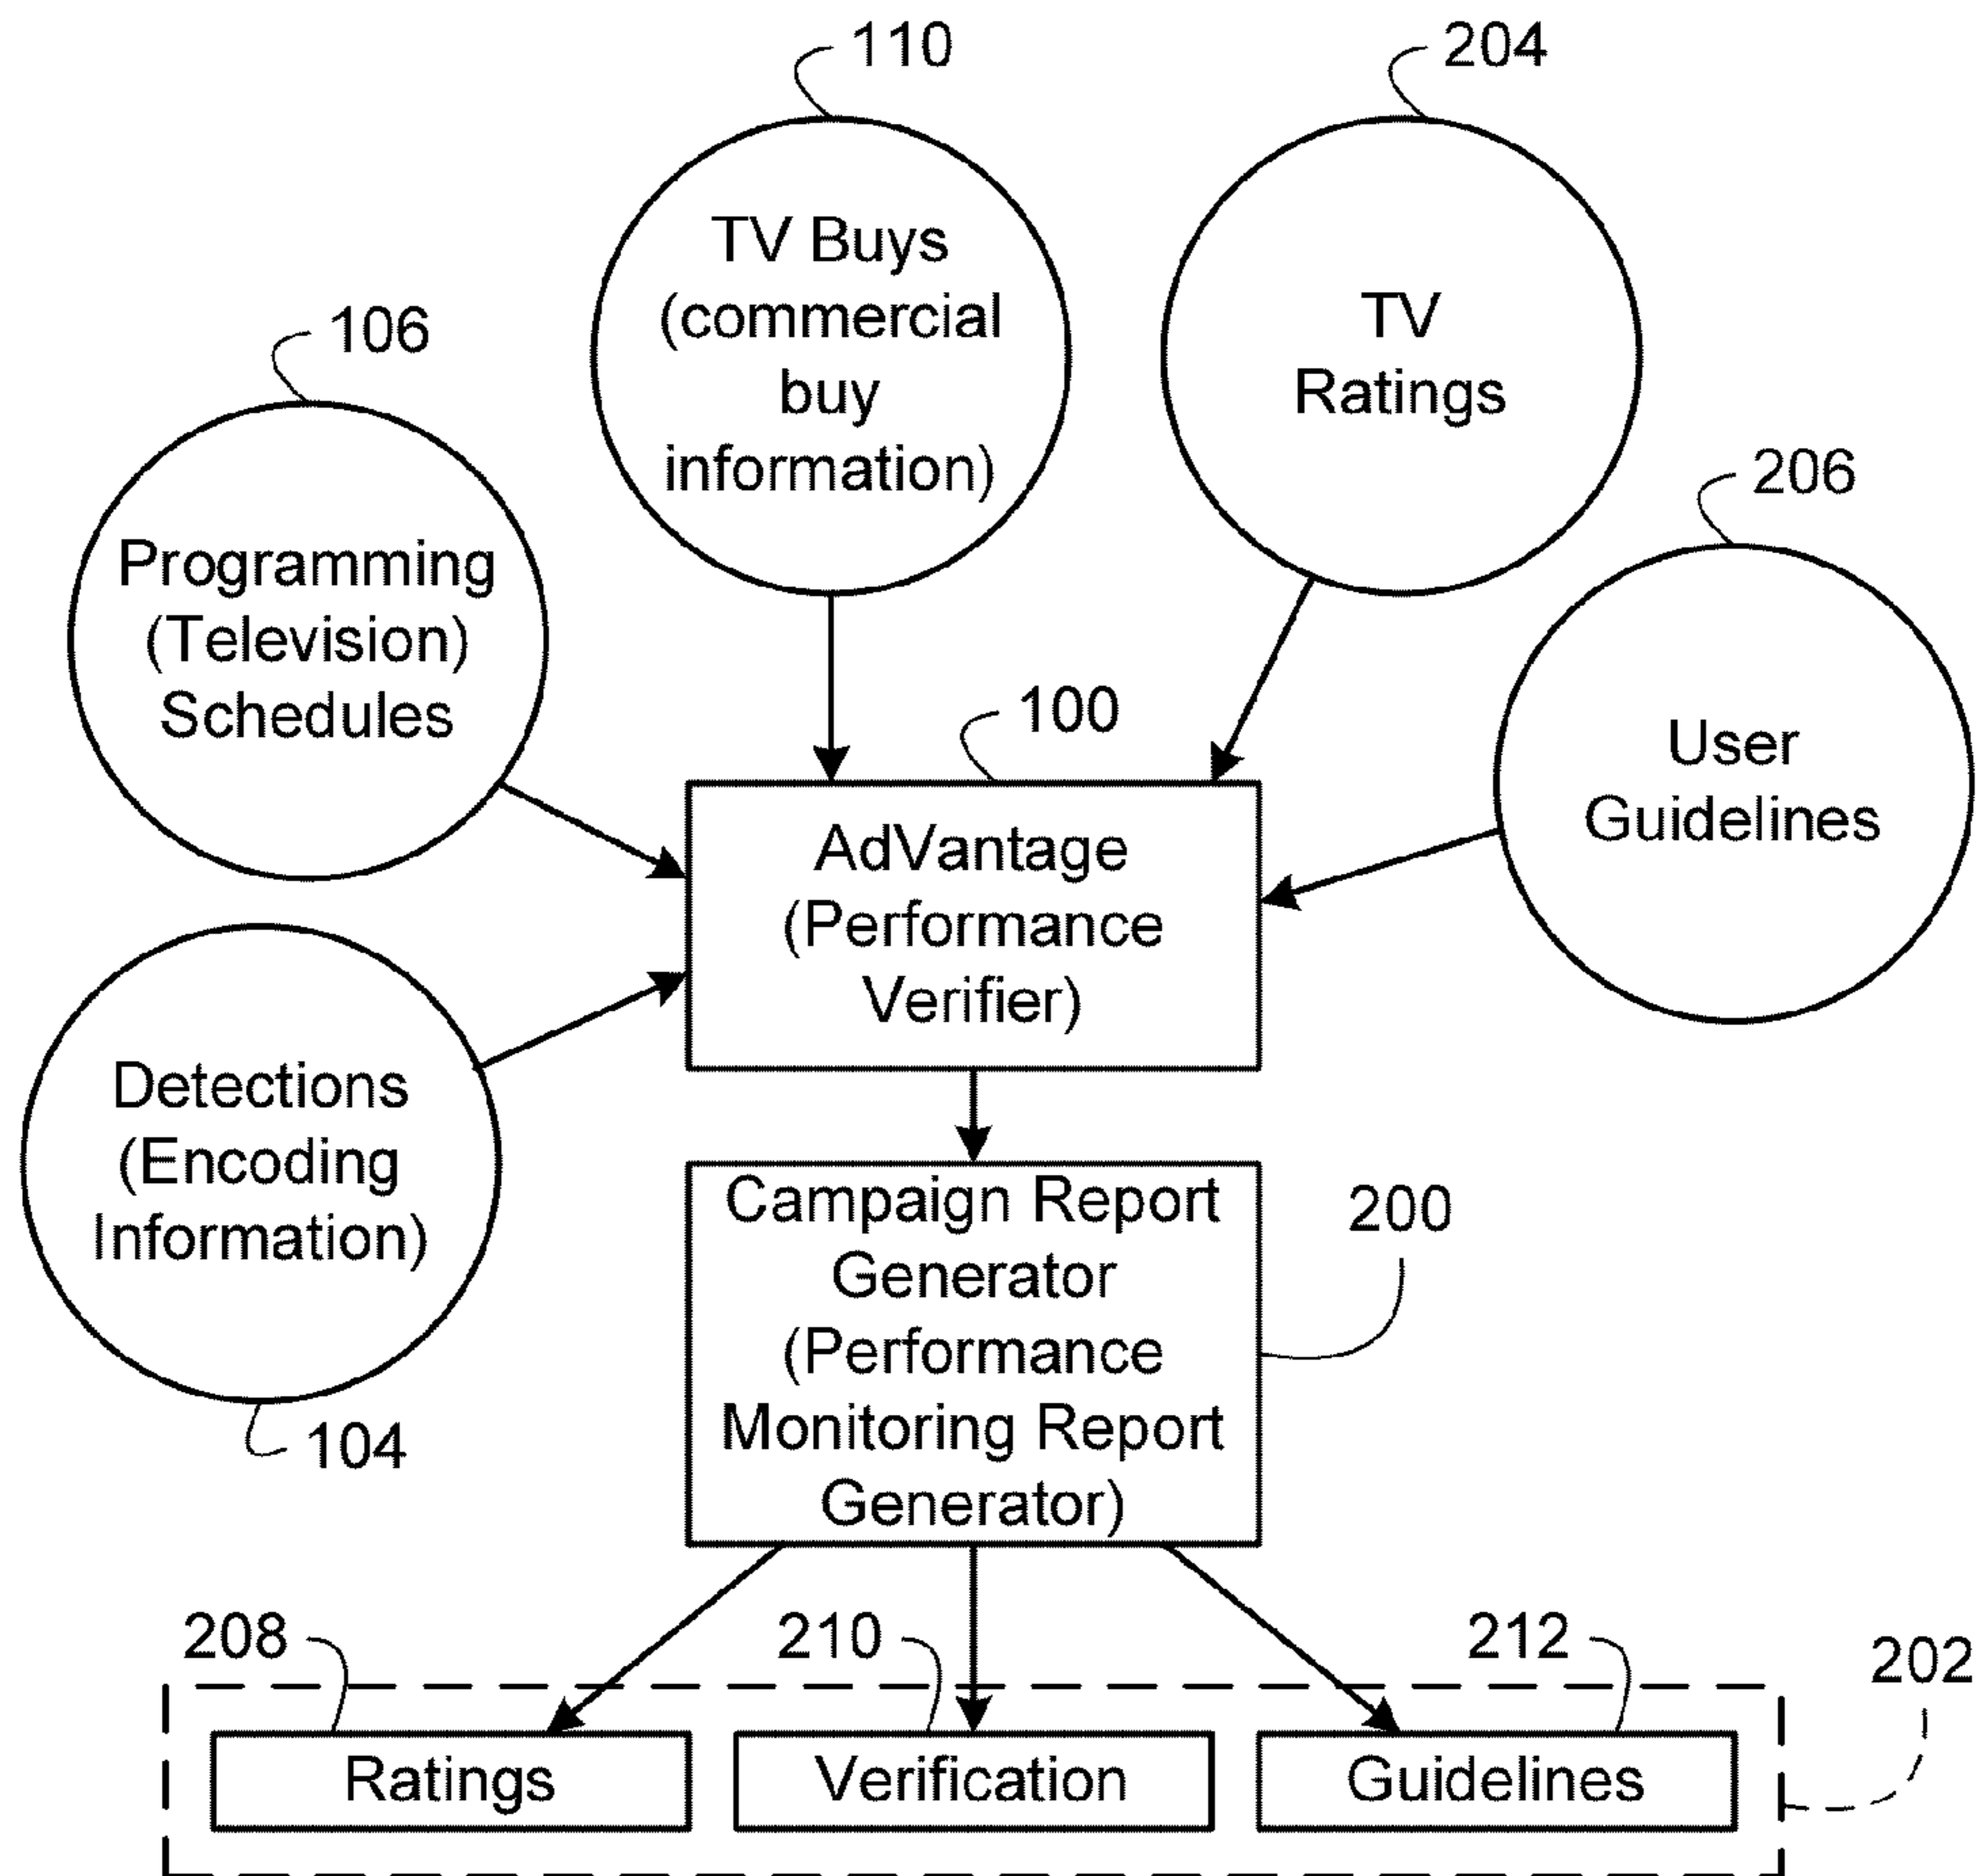 110
204
TV Buys
(commercial
buy
information)
TV
Ratings
106
206
Programming
(Television)
Schedules
User
Guidelines
100
AdVantage
(Performance
Verifier)
Detections
(Encoding
Information)
104
Campaign Report
Generator
(Performance
Monitoring Report
Generator)
200
208
210
212
202
Ratings
Verification
Guidelines